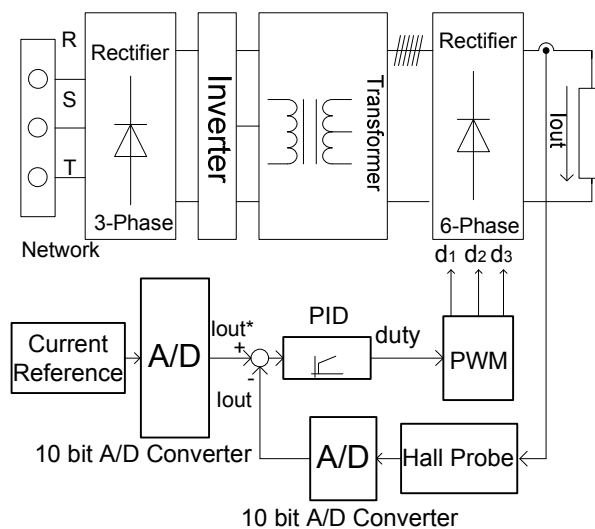 R
S
T
Network
Rectifier
3-Phase
Inverter
Transformer
Rectifier
6-Phase
Iout
d1 d2 d3
Current
Reference
A/D
10 bit A/D Converter
Iout*
+
-
Iout
PID
duty
PWM
A/D
Hall Probe
10 bit A/D Converter